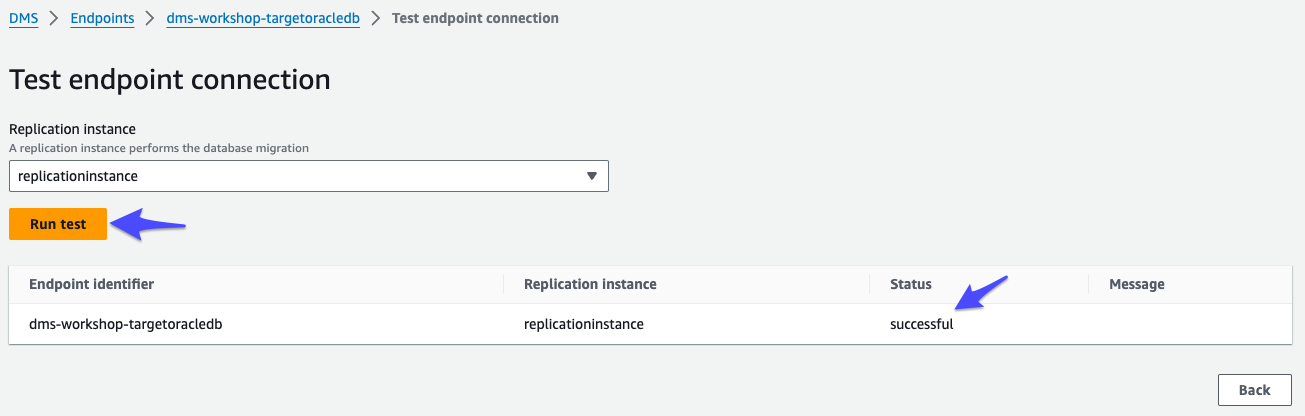 DMS > Endpoints > dms-workshop-targetoracledb > Test endpoint connection
Test endpoint connection
Replication instance
A replication instance performs the database migration
replicationinstance
Run test
Endpoint identifier Replication instance Status Message
dms-workshop-targetoracledb replicationinstance successful
Back